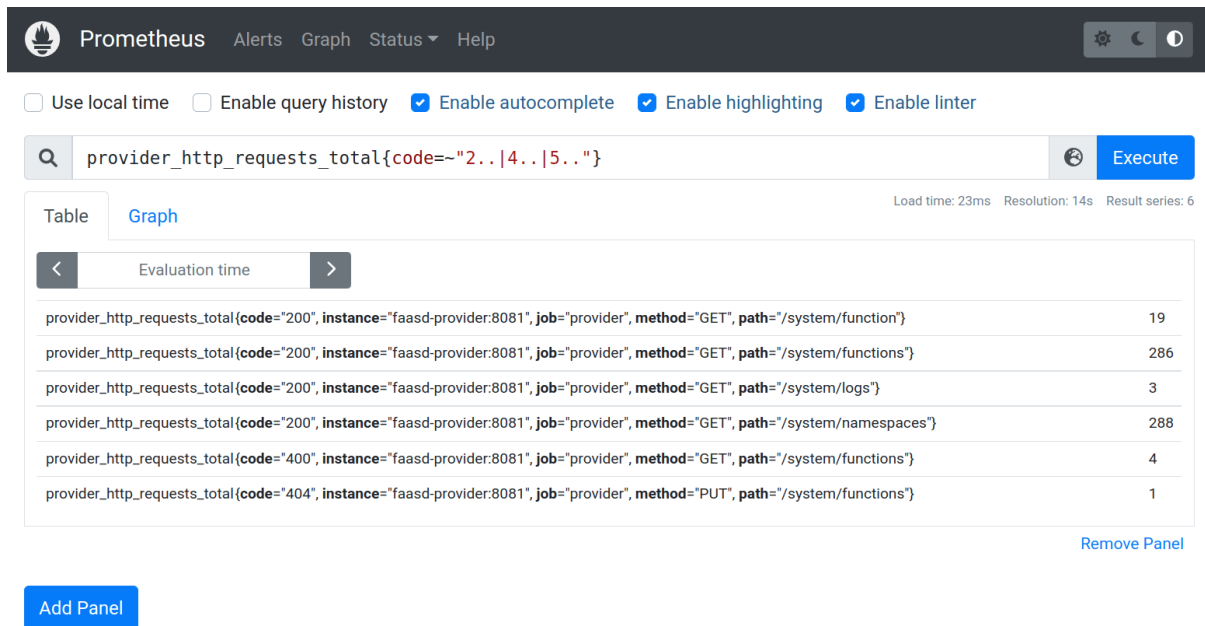 Prometheus Alerts Graph Status Help
Use local time Enable query history Enable autocomplete Enable highlighting Enable linter
provider_http_requests_total{code=~"2..|4..|5.."} Execute
Load time: 23ms Resolution: 14s Result series: 6
Table Graph
Evaluation time
provider_http_requests_total{code="200", instance="faasd-provider:8081", job="provider", method="GET", path="/system/function"} 19
provider_http_requests_total{code="200", instance="faasd-provider:8081", job="provider", method="GET", path="/system/functions"} 286
provider_http_requests_total{code="200", instance="faasd-provider:8081", job="provider", method="GET", path="/system/logs"} 3
provider_http_requests_total{code="200", instance="faasd-provider:8081", job="provider", method="GET", path="/system/namespaces"} 288
provider_http_requests_total{code="400", instance="faasd-provider:8081", job="provider", method="GET", path="/system/functions"} 4
provider_http_requests_total{code="404", instance="faasd-provider:8081", job="provider", method="PUT", path="/system/functions"} 1
Remove Panel
Add Panel